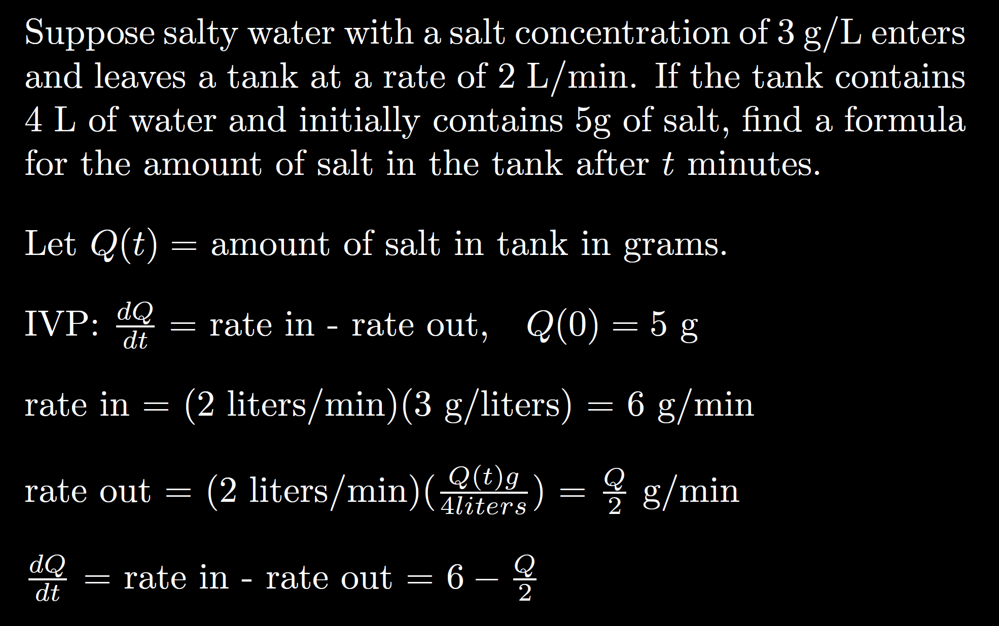 Suppose salty water with a salt concentration of 3 g/L enters
and leaves a tank at a rate of 2 L/min. If the tank contains
4 L of water and initially contains 5g of salt, find a formula
for the amount of salt in the tank after t minutes.
Let Q(t) = amount of salt in tank in grams.
IVP: \frac{dQ}{dt} = rate in - rate out, Q(0) = 5 g
rate in = (2 liters/min)(3 g/liters) = 6 g/min
rate out = (2 liters/min)(\frac{Q(t)g}{4liters}) = \frac{Q}{2} g/min
\frac{dQ}{dt} = rate in - rate out = 6 − \frac{Q}{2}